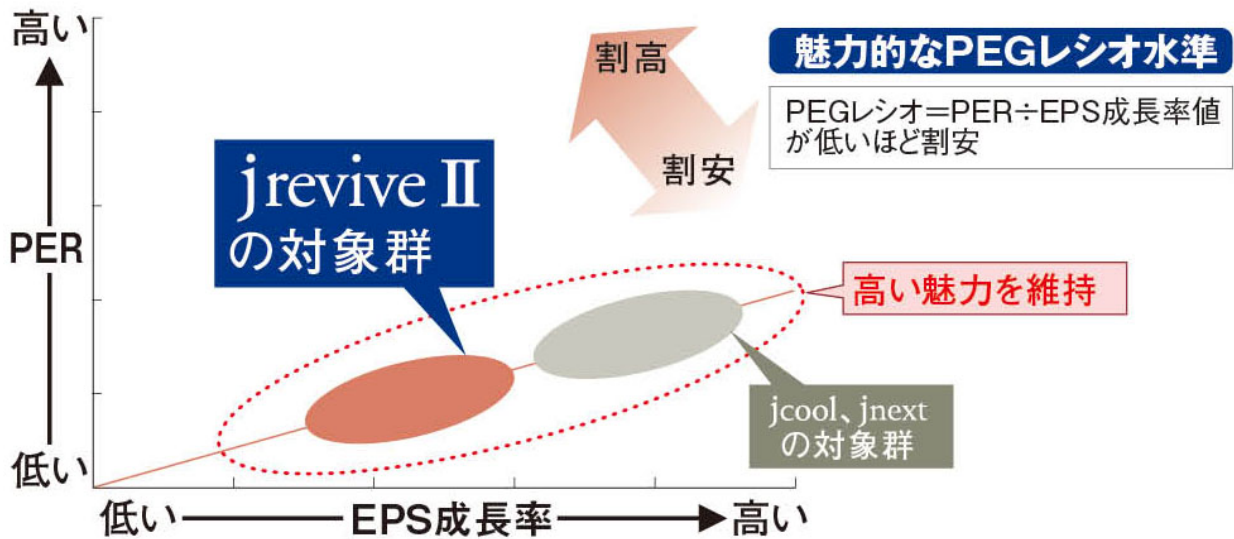 高い
PER
低い
低い
EPS成長率
高い
割高
割安
魅力的なPEGレシオ水準
PEGレシオ＝PER÷EPS成長率値
が低いほど割安
jrevive Ⅱ
の対象群
高い魅力を維持
jcool、jnext
の対象群